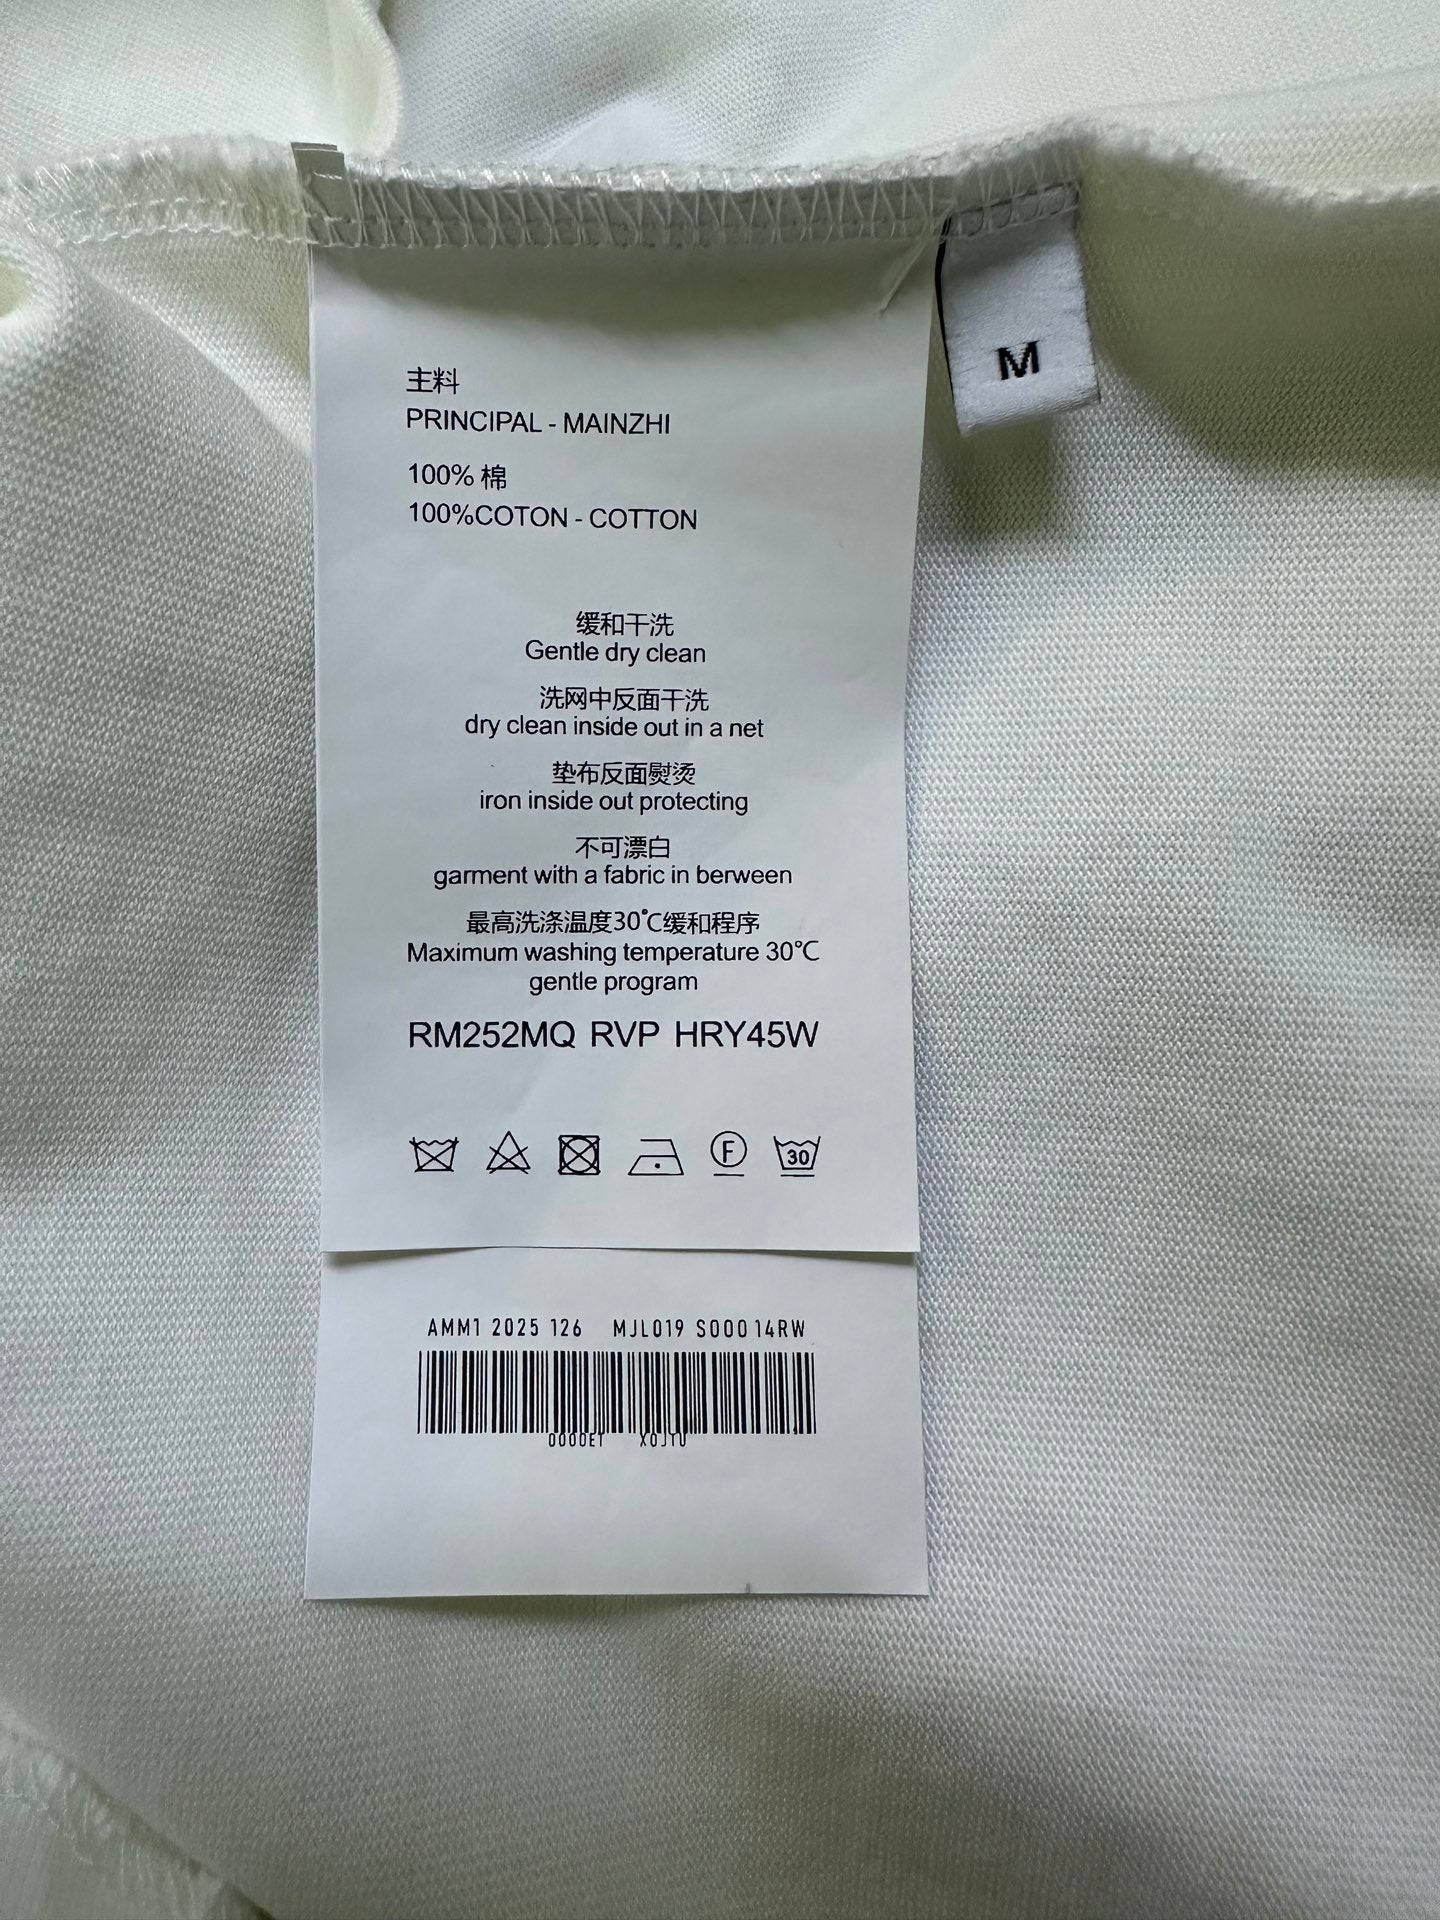 主料
PRINCIPAL - MAINZHI
100% 棉
100%COTON - COTTON
M
缓和干洗
Gentle dry clean
洗网中反面干洗
dry clean inside out in a net
垫布反面熨烫
iron inside out protecting
不可漂白
garment with a fabric in berween
最高洗涤温度30℃缓和程序
Maximum washing temperature 30℃
gentle program
RM252MQ RVP HRY45W
F
30
AMM1 2025 126 MJL019 S00014RW